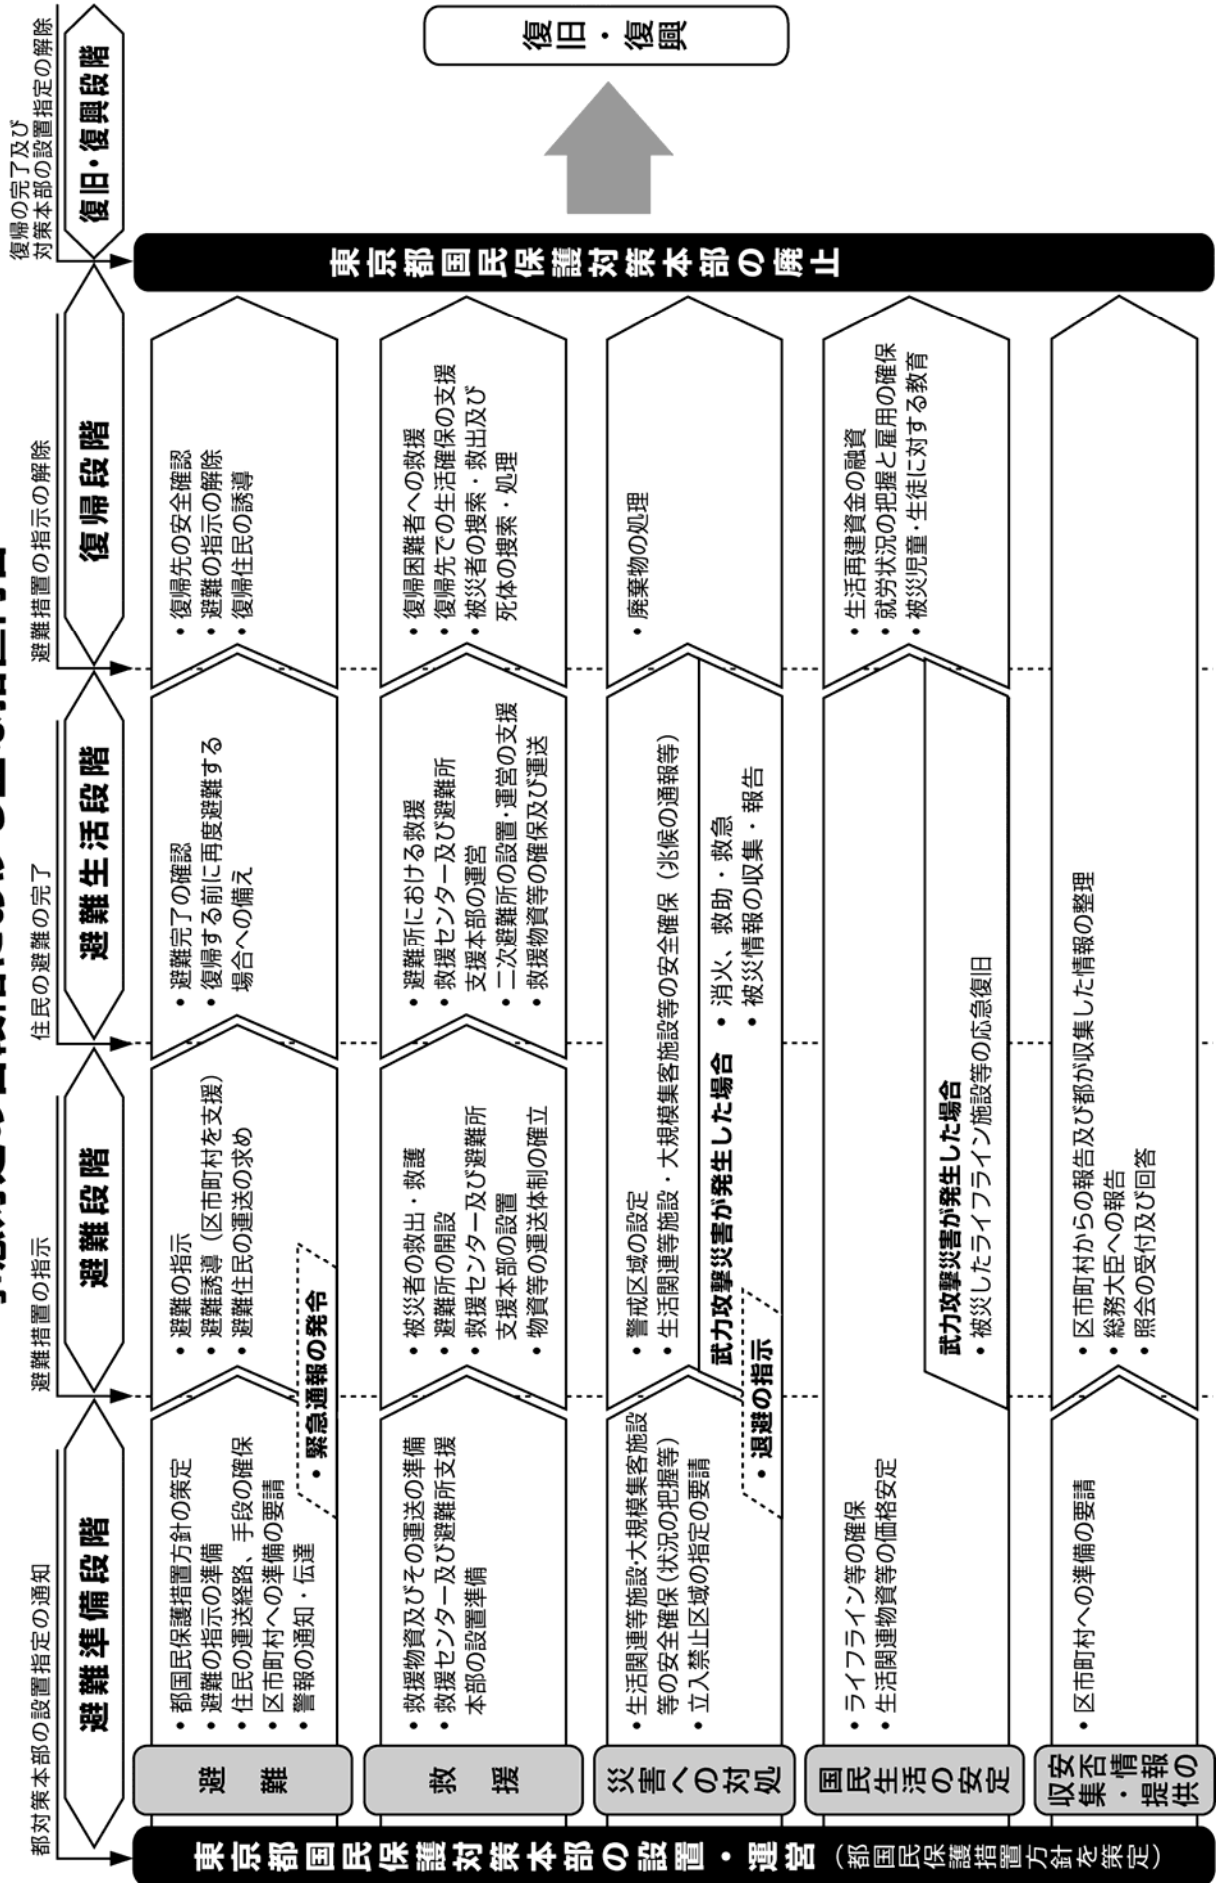 都対策本部の設置指定の通知
避難措置の指示
住民の避難の完了
避難措置の指示の解除
復帰の完了及び
対策本部の設置指定の解除
避難準備段階
避難段階
避難生活段階
復帰段階
復旧・復興段階
東京都国民保護対策本部の設置・運営（都国民保護措置方針を策定）
避難
・都国民保護措置方針の策定
・避難の指示の準備
・住民の運送経路、手段の確保
・区市町村への準備の要請
・警報の通知・伝達
・緊急通報の発令
・避難の指示
・避難誘導（区市町村を支援）
・避難住民の運送の求め
・避難完了の確認
・復帰する前に再度避難する
場合への備え
・復帰先の安全確認
・避難の指示の解除
・復帰住民の誘導
救援
・救援物資及びその運送の準備
・救援センター及び避難所支援
本部の設置準備
・被災者の救出・救護
・避難所の開設
・救援センター及び避難所
支援本部の設置
・物資等の運送体制の確立
・避難所における救援
・救援センター及び避難所
支援本部の運営
・二次避難所の設置・運営の支援
・救援物資等の確保及び運送
・復帰困難者への救援
・復帰先での生活確保の支援
・被災者の捜索・救出及び
死体の捜索・処理
災害への対処
・生活関連等施設・大規模集客施設
等の安全確保（状況の把握等）
・立入禁止区域の指定の要請
・退避の指示
・警戒区域の設定
・生活関連等施設・大規模集客施設等の安全確保（兆候の通報等）
武力攻撃災害が発生した場合
・消火、救助・救急
・被災情報の収集・報告
・廃棄物の処理
国民生活の安定
・ライフライン等の確保
・生活関連物資等の価格安定
武力攻撃災害が発生した場合
・被災したライフライン施設等の応急復旧
・生活再建資金の融資
・就労状況の把握と雇用の確保
・被災児童・生徒に対する教育
安否情報の
収集・提供
・区市町村への準備の要請
・区市町村からの報告及び都が収集した情報の整理
・総務大臣への報告
・照会の受付及び回答
東京都国民保護対策本部の廃止
復旧・復興